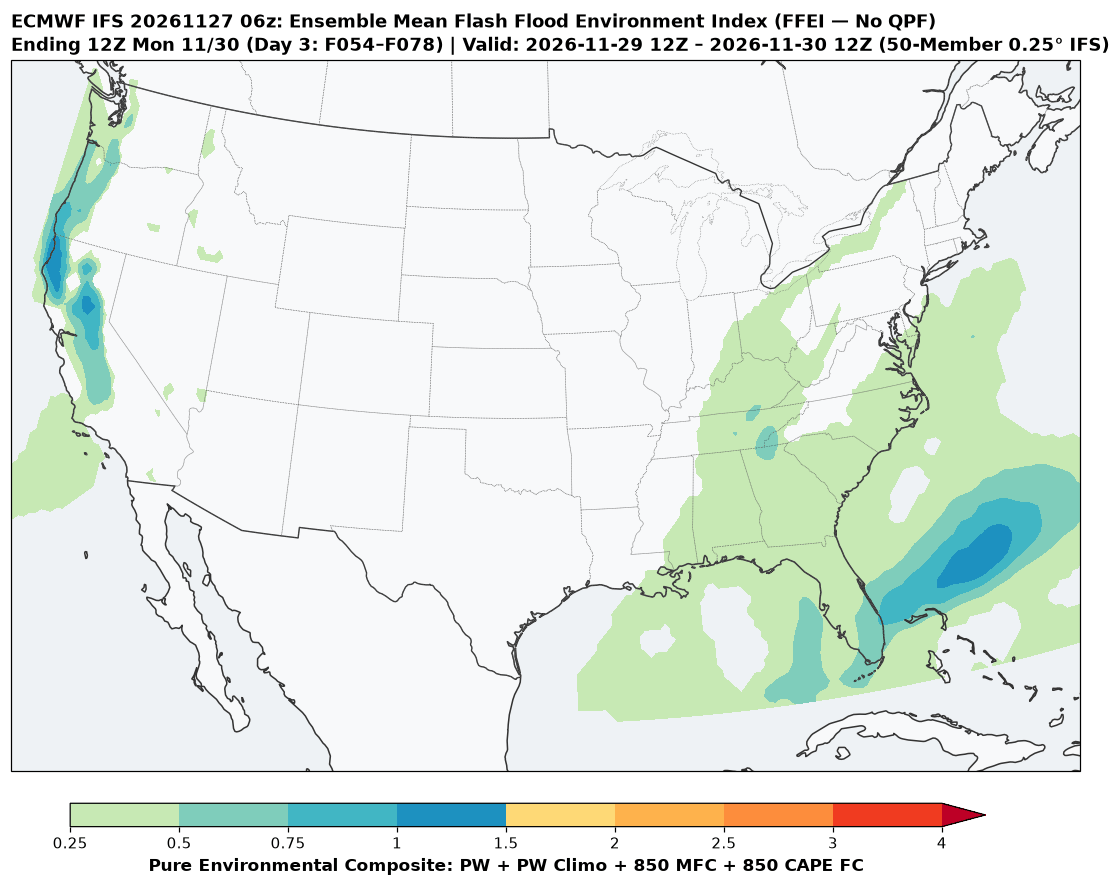 ECMWF IFS 20261127 06z: Ensemble Mean Flash Flood Environment Index (FFEI — No QPF)
Ending 12Z Mon 11/30 (Day 3: F054–F078) | Valid: 2026-11-29 12Z – 2026-11-30 12Z (50-Member 0.25° IFS)
0.25 0.5 0.75 1 1.5 2 2.5 3 4
Pure Environmental Composite: PW + PW Climo + 850 MFC + 850 CAPE FC